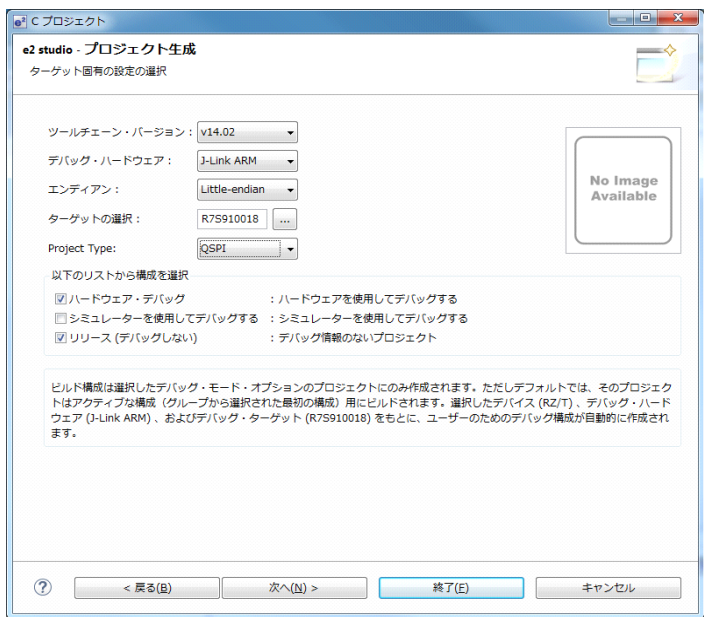 e² C プロジェクト
e2 studio - プロジェクト生成
ターゲット固有の設定の選択
ツールチェーン・バージョン : v14.02
デバッグ・ハードウェア : J-Link ARM
エンディアン : Little-endian
ターゲットの選択 : R7S910018 ...
Project Type: QSPI
No Image
Available
以下のリストから構成を選択
ハードウェア・デバッグ : ハードウェアを使用してデバッグする
シミュレーターを使用してデバッグする : シミュレーターを使用してデバッグする
リリース (デバッグしない) : デバッグ情報のないプロジェクト
ビルド構成は選択したデバッグ・モード・オプションのプロジェクトにのみ作成されます。ただしデフォルトでは、そのプロジェク
トはアクティブな構成（グループから選択された最初の構成）用にビルドされます。選択したデバイス (RZ/T) 、デバッグ・ハード
ウェア (J-Link ARM) 、およびデバッグ・ターゲット (R7S910018) をもとに、ユーザーのためのデバッグ構成が自動的に作成され
ます。
? < 戻る(B) 次へ(N) > 終了(F) キャンセル